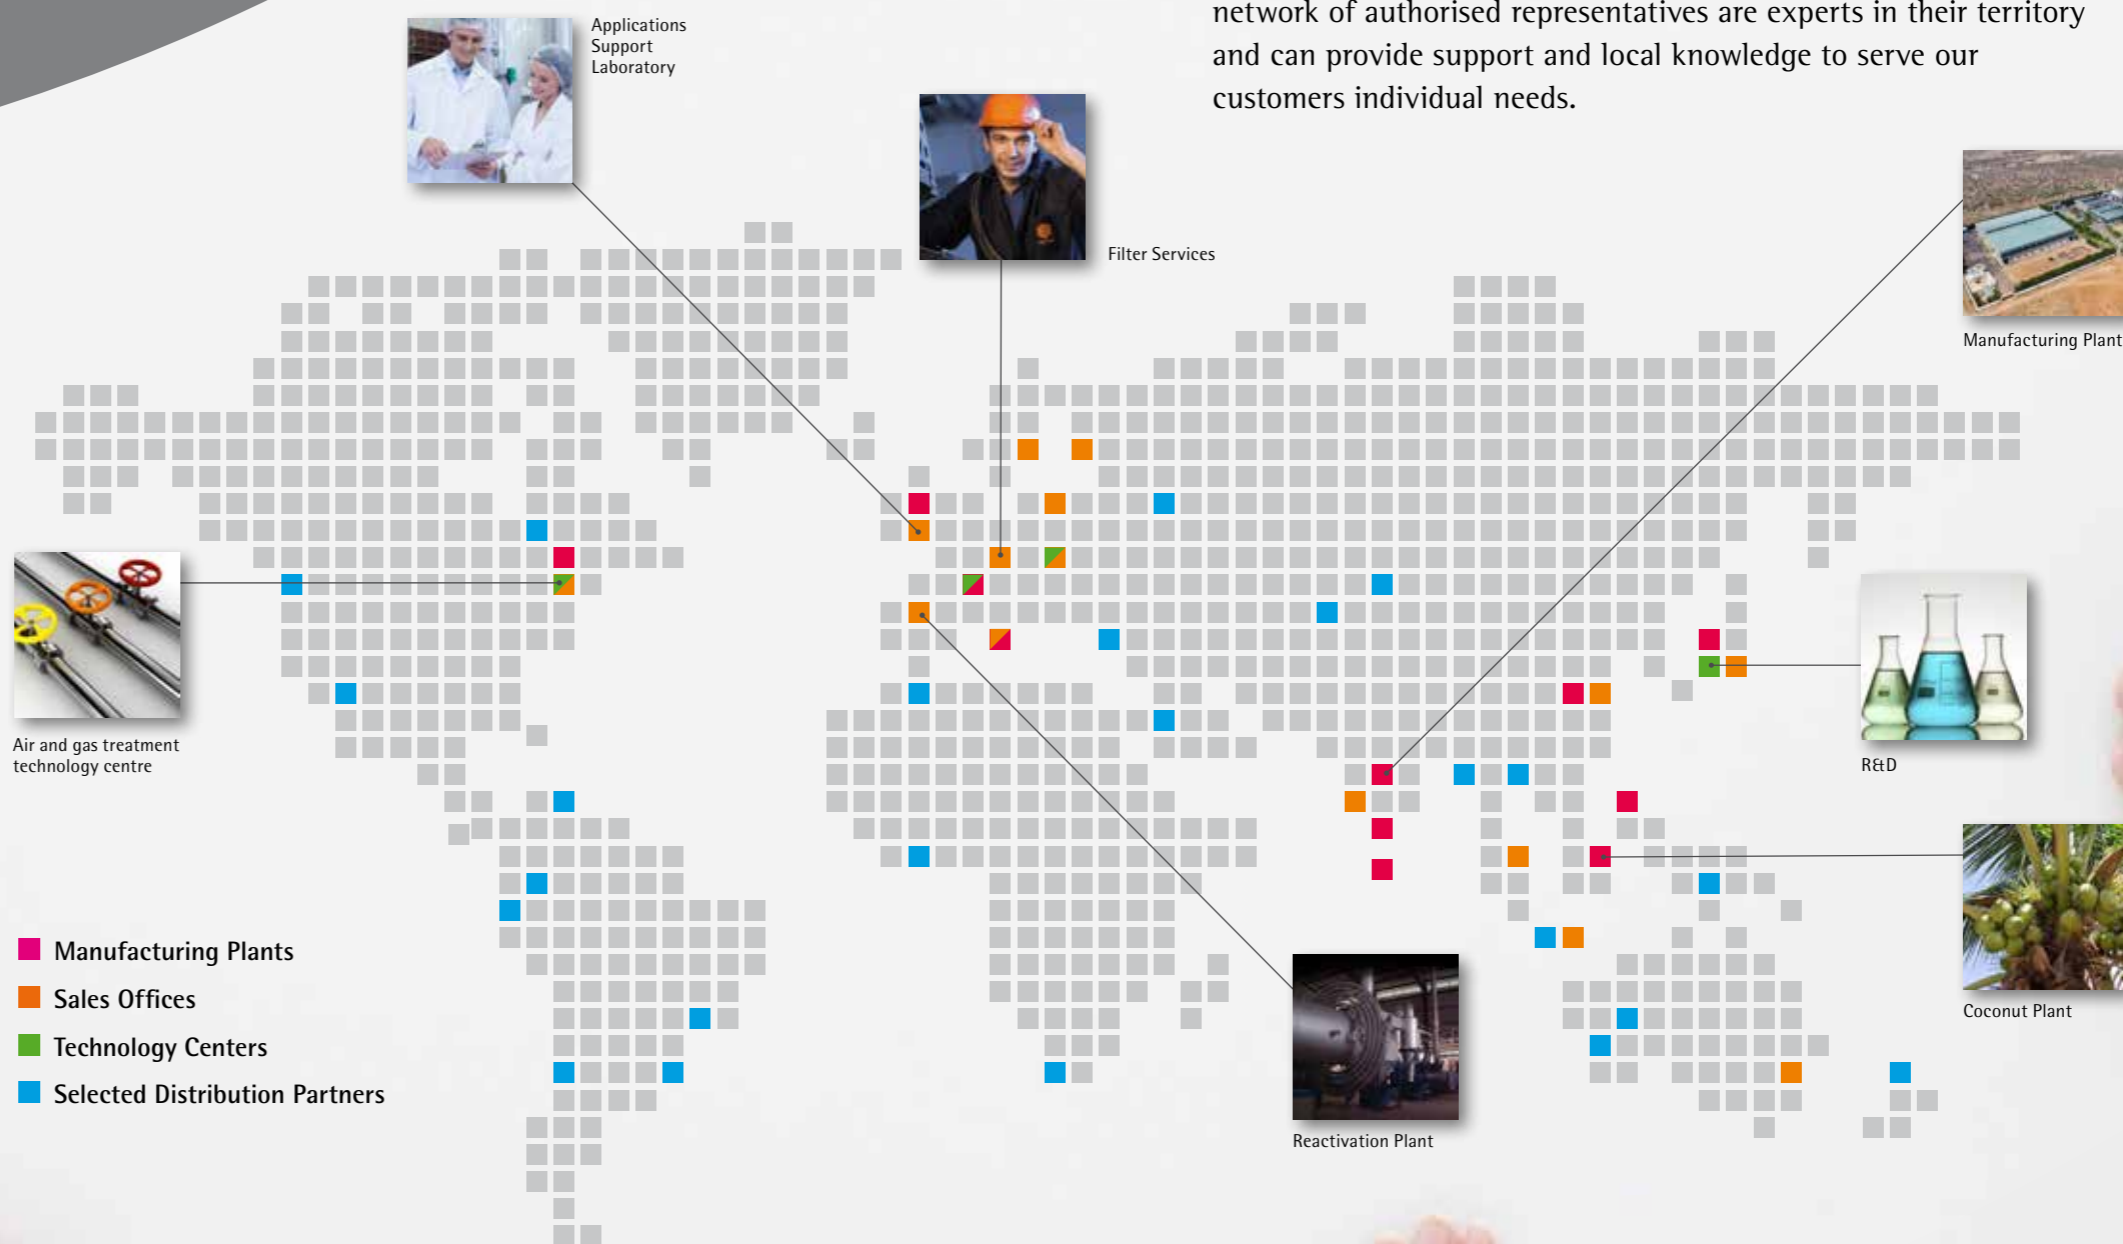 network of authorised representatives are experts in their territory
and can provide support and local knowledge to serve our
customers individual needs.
Applications
Support
Laboratory
Filter Services
Manufacturing Plant
Air and gas treatment
technology centre
R&D
Coconut Plant
Reactivation Plant
Manufacturing Plants
Sales Offices
Technology Centers
Selected Distribution Partners